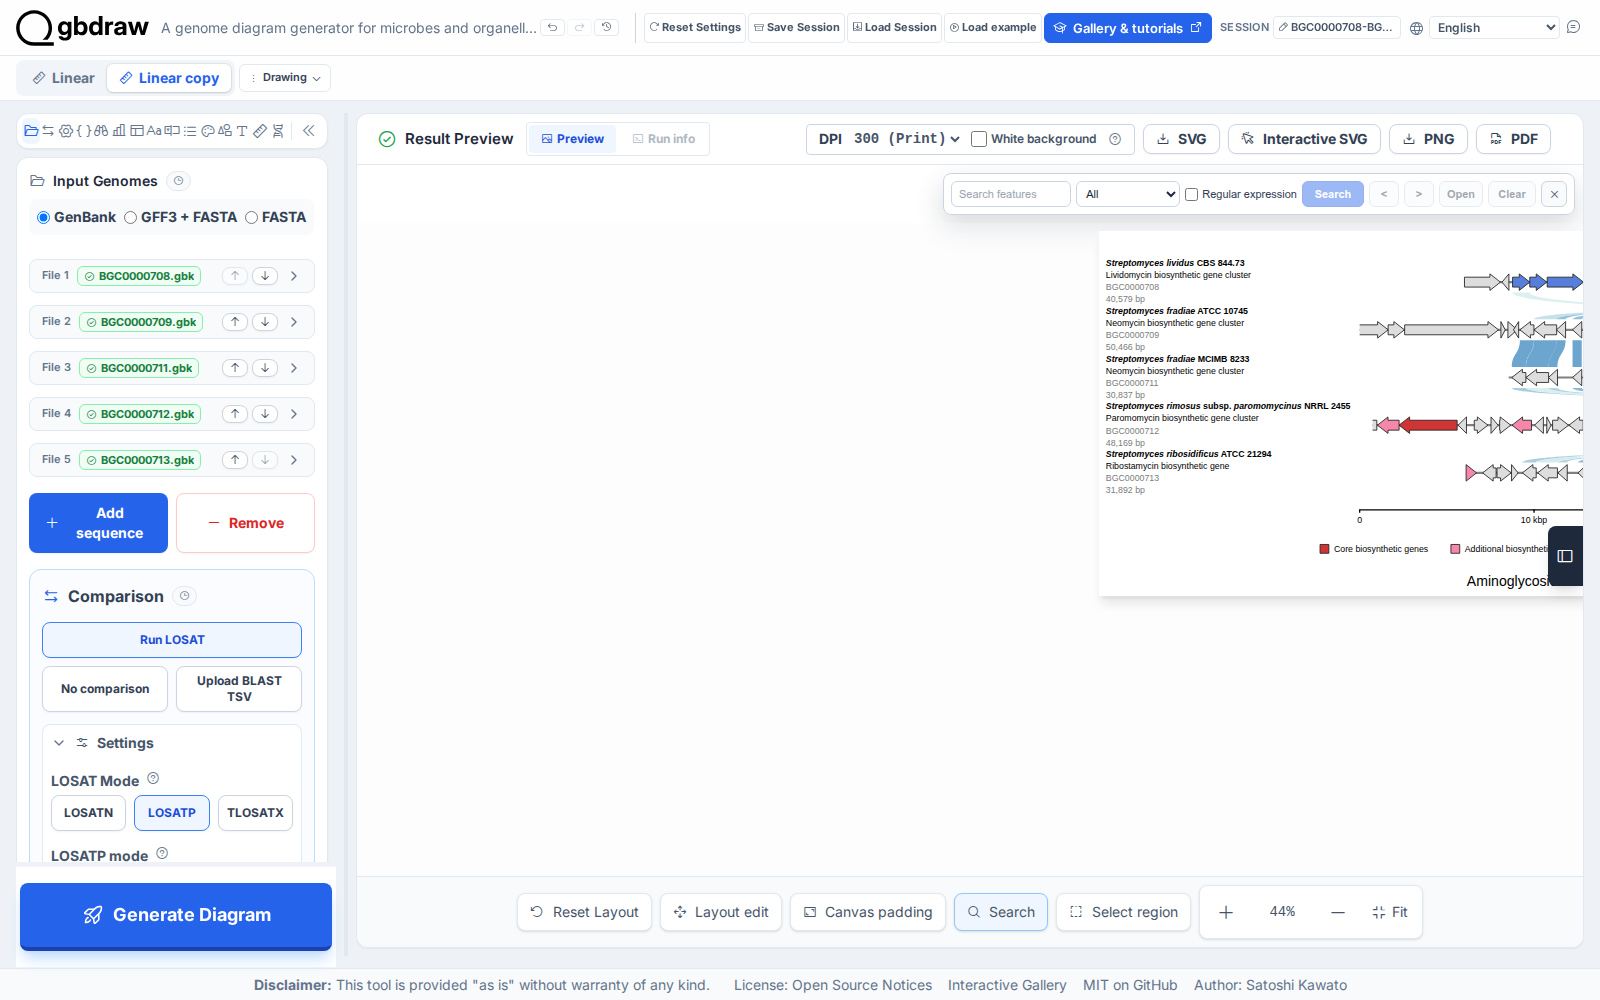 gbdraw A genome diagram generator for microbes and organell... Reset Settings Save Session Load Session Load example Gallery & tutorials SESSION BGC0000708-BG... English
Linear Linear copy Drawing
Aa T
Input Genomes
GenBank GFF3 + FASTA FASTA
File 1 BGC0000708.gbk
File 2 BGC0000709.gbk
File 3 BGC0000711.gbk
File 4 BGC0000712.gbk
File 5 BGC0000713.gbk
Add sequence
Remove
Comparison
Run LOSAT
No comparison
Upload BLAST TSV
Settings
LOSAT Mode
LOSATN LOSATP TLOSATX
LOSATP mode
Generate Diagram
Result Preview Preview Run info DPI 300 (Print) White background SVG Interactive SVG PNG PDF
Search features All Regular expression Search < > Open Clear ×
Streptomyces lividus CBS 844.73
Lividomycin biosynthetic gene cluster
BGC0000708
40,579 bp
Streptomyces fradiae ATCC 10745
Neomycin biosynthetic gene cluster
BGC0000709
50,466 bp
Streptomyces fradiae MCIMB 8233
Neomycin biosynthetic gene cluster
BGC0000711
30,837 bp
Streptomyces rimosus subsp. paromomycinus NRRL 2455
Paromomycin biosynthetic gene cluster
BGC0000712
48,169 bp
Streptomyces ribosidificus ATCC 21294
Ribostamycin biosynthetic gene
BGC0000713
31,892 bp
0 10 kbp
Core biosynthetic genes Additional biosyntheti
Aminoglycosi
Reset Layout Layout edit Canvas padding Search Select region + 44% − Fit
Disclaimer: This tool is provided "as is" without warranty of any kind. License: Open Source Notices Interactive Gallery MIT on GitHub Author: Satoshi Kawato